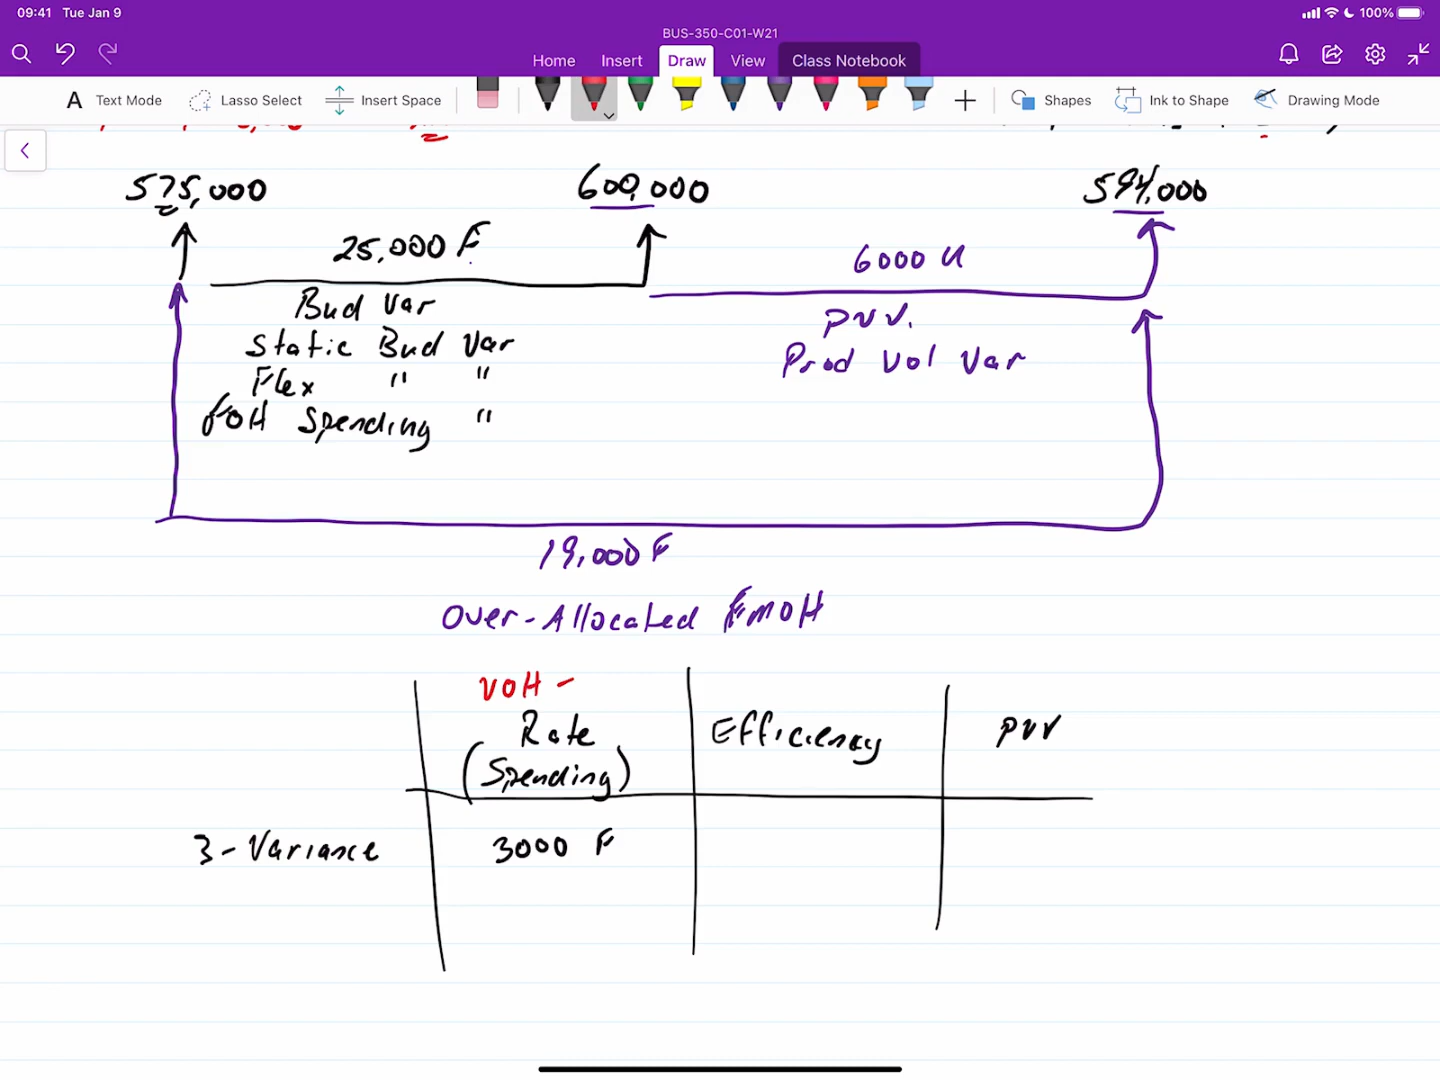 09:41 Tue Jan 9
100%
BUS-350-C01-W21
Home Insert Draw View Class Notebook
A Text Mode Lasso Select Insert Space Shapes Ink to Shape Drawing Mode
575,000 600,000 594,000
25,000 F 6000 U
Bud Var
Static Bud Var
Flex " "
FOH Spending "
PVV.
Prod Vol Var
19,000 F
Over-Allocated FMOH
VOH -
Rate
(Spending)
Efficiency
PVV
3-Variance 3000 F